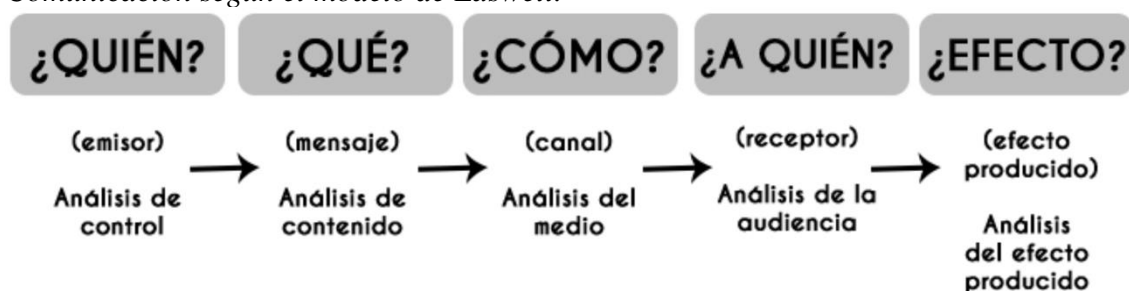 Comunicación según el modelo de Laswell.
¿QUIÉN? ¿QUÉ? ¿CÓMO? ¿A QUIÉN? ¿EFECTO?
(emisor)
Análisis de
control
(mensaje)
Análisis de
contenido
(canal)
Análisis del
medio
(receptor)
Análisis de la
audiencia
(efecto
producido)
Análisis
del efecto
producido